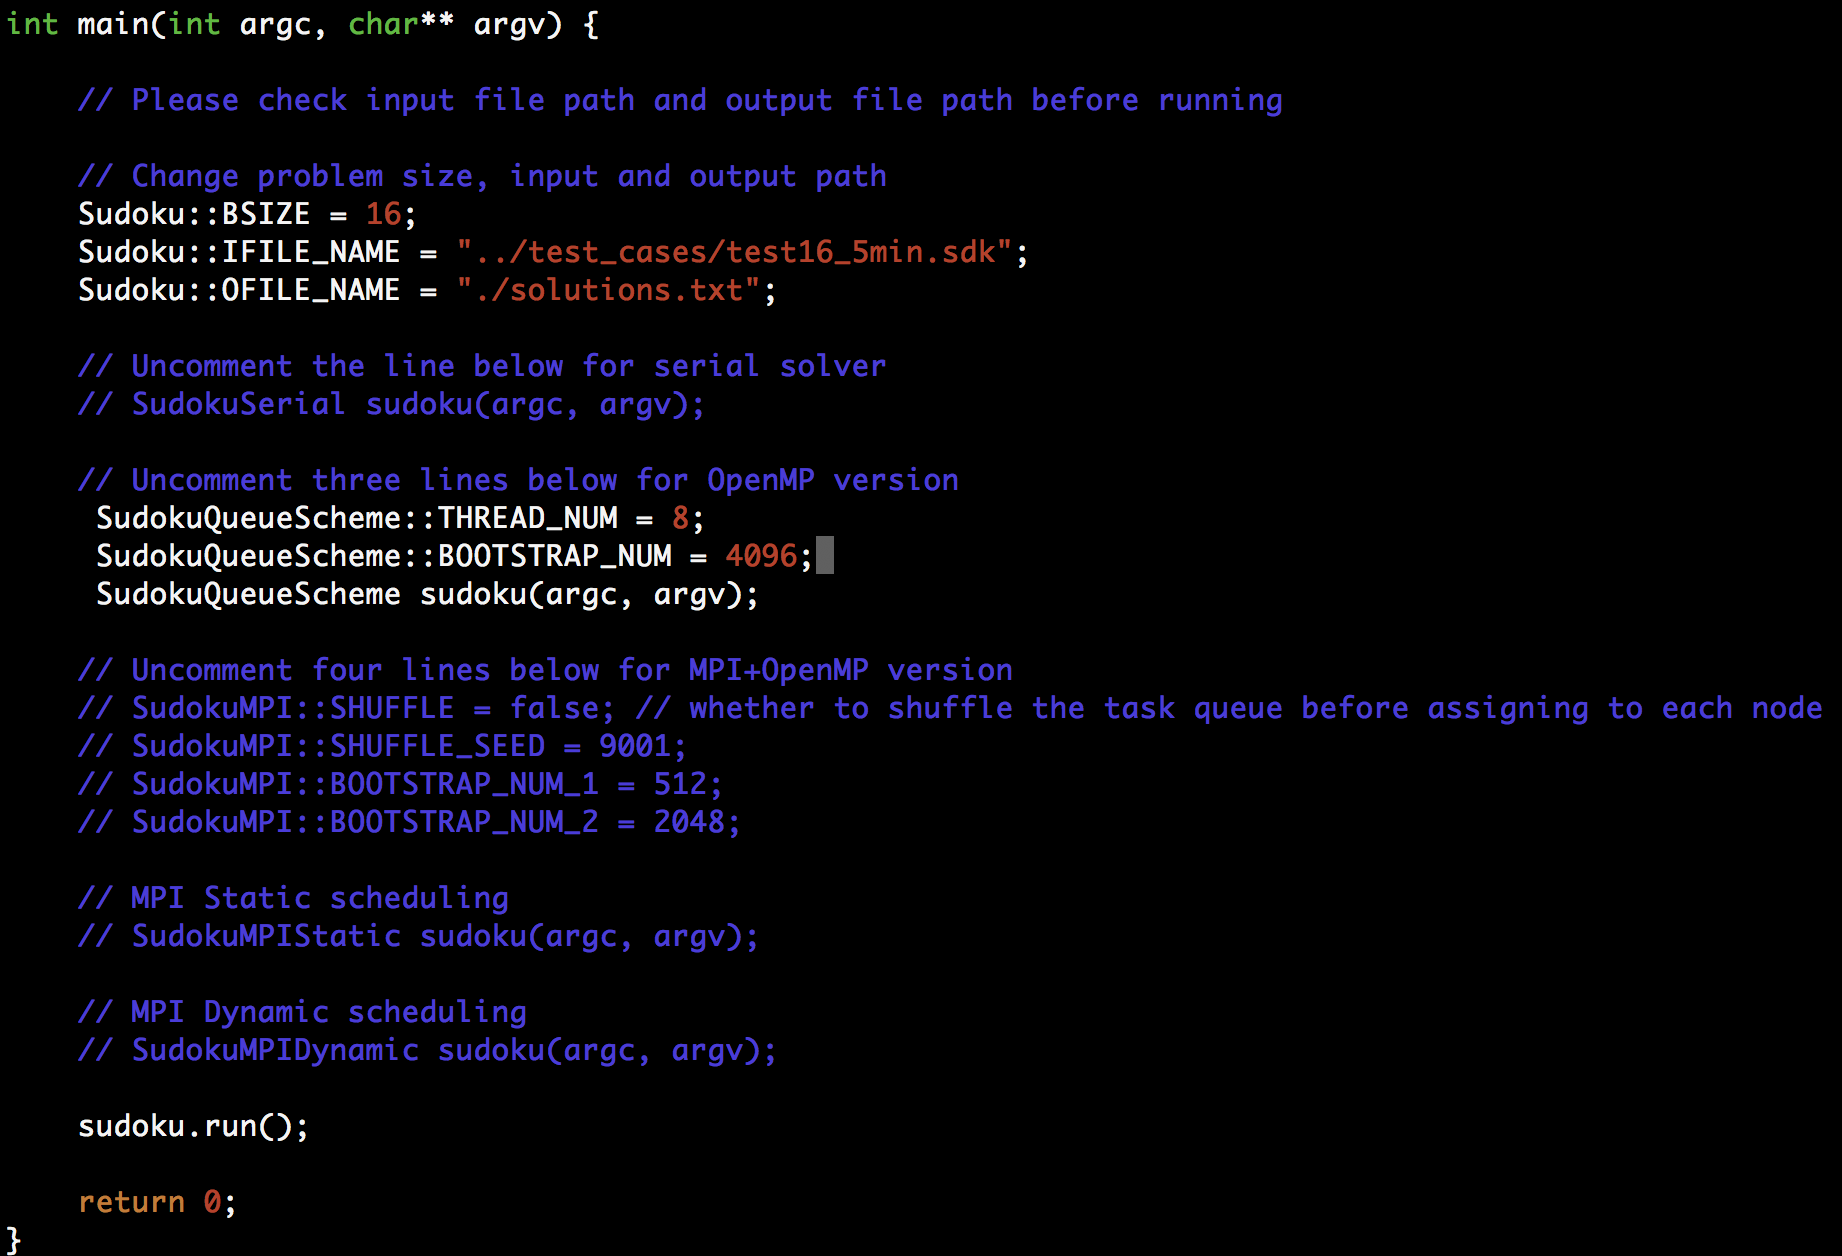 int main(int argc, char** argv) {
// Please check input file path and output file path before running
// Change problem size, input and output path
Sudoku::BSIZE = 16;
Sudoku::IFILE_NAME = "../test_cases/test16_5min.sdk";
Sudoku::OFILE_NAME = "./solutions.txt";
// Uncomment the line below for serial solver
// SudokuSerial sudoku(argc, argv);
// Uncomment three lines below for OpenMP version
SudokuQueueScheme::THREAD_NUM = 8;
SudokuQueueScheme::BOOTSTRAP_NUM = 4096;
SudokuQueueScheme sudoku(argc, argv);
// Uncomment four lines below for MPI+OpenMP version
// SudokuMPI::SHUFFLE = false; // whether to shuffle the task queue before assigning to each node
// SudokuMPI::SHUFFLE_SEED = 9001;
// SudokuMPI::BOOTSTRAP_NUM_1 = 512;
// SudokuMPI::BOOTSTRAP_NUM_2 = 2048;
// MPI Static scheduling
// SudokuMPIStatic sudoku(argc, argv);
// MPI Dynamic scheduling
// SudokuMPIDynamic sudoku(argc, argv);
sudoku.run();
return 0;
}